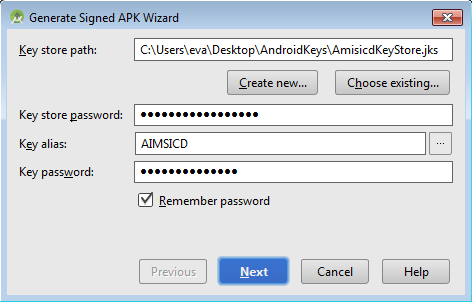 Generate Signed APK Wizard
Key store path: C:\Users\eva\Desktop\AndroidKeys\AmisicdKeyStore.jks
Create new... Choose existing...
Key store password: •••••••••••••••••
Key alias: AIMSICD ...
Key password: ••••••••••••••
Remember password
Previous Next Cancel Help